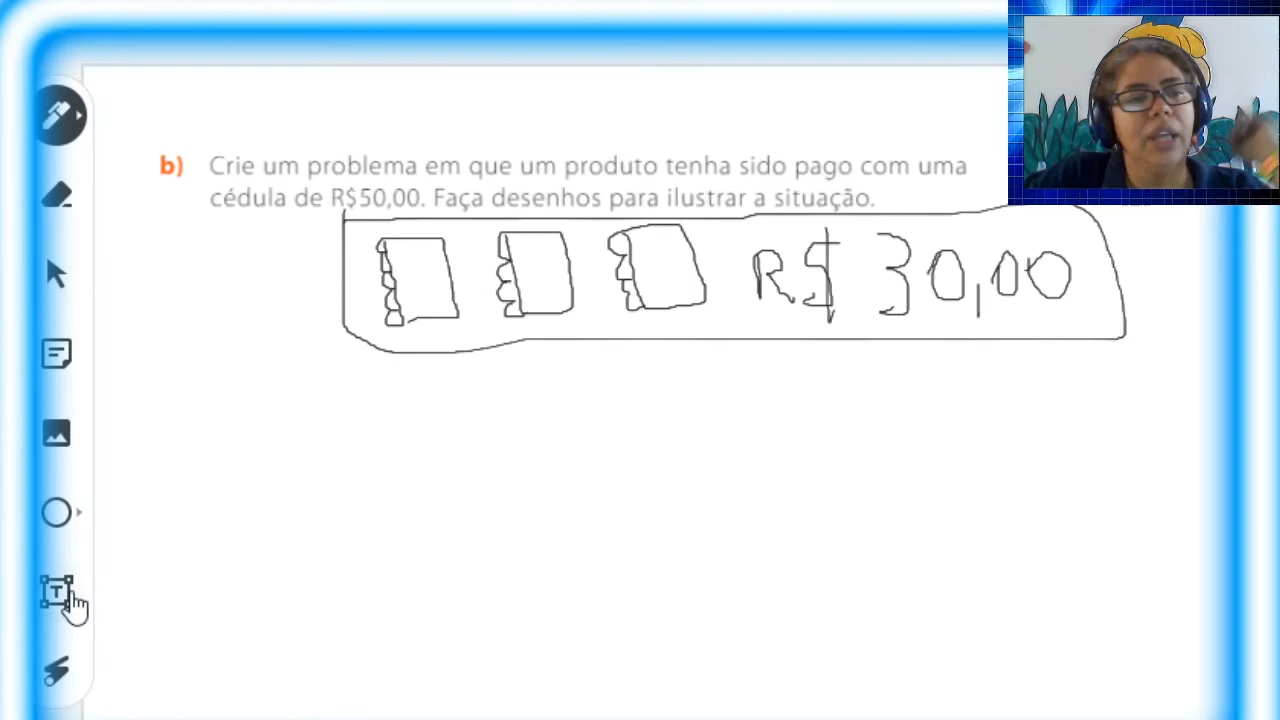 b) Crie um problema em que um produto tenha sido pago com uma
cédula de R$50,00. Faça desenhos para ilustrar a situação.
R$ 30,00
T